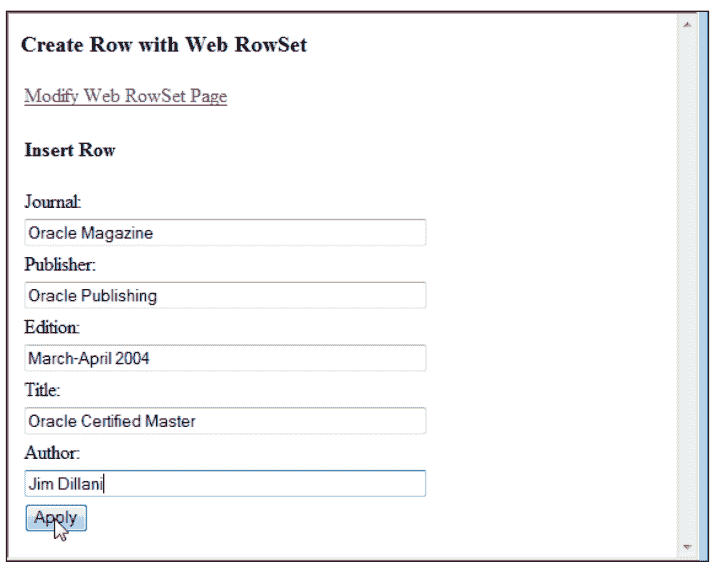 Create Row with Web RowSet
Modify Web RowSet Page
Insert Row
Journal:
Oracle Magazine
Publisher:
Oracle Publishing
Edition:
March-April 2004
Title:
Oracle Certified Master
Author:
Jim Dillani
Apply